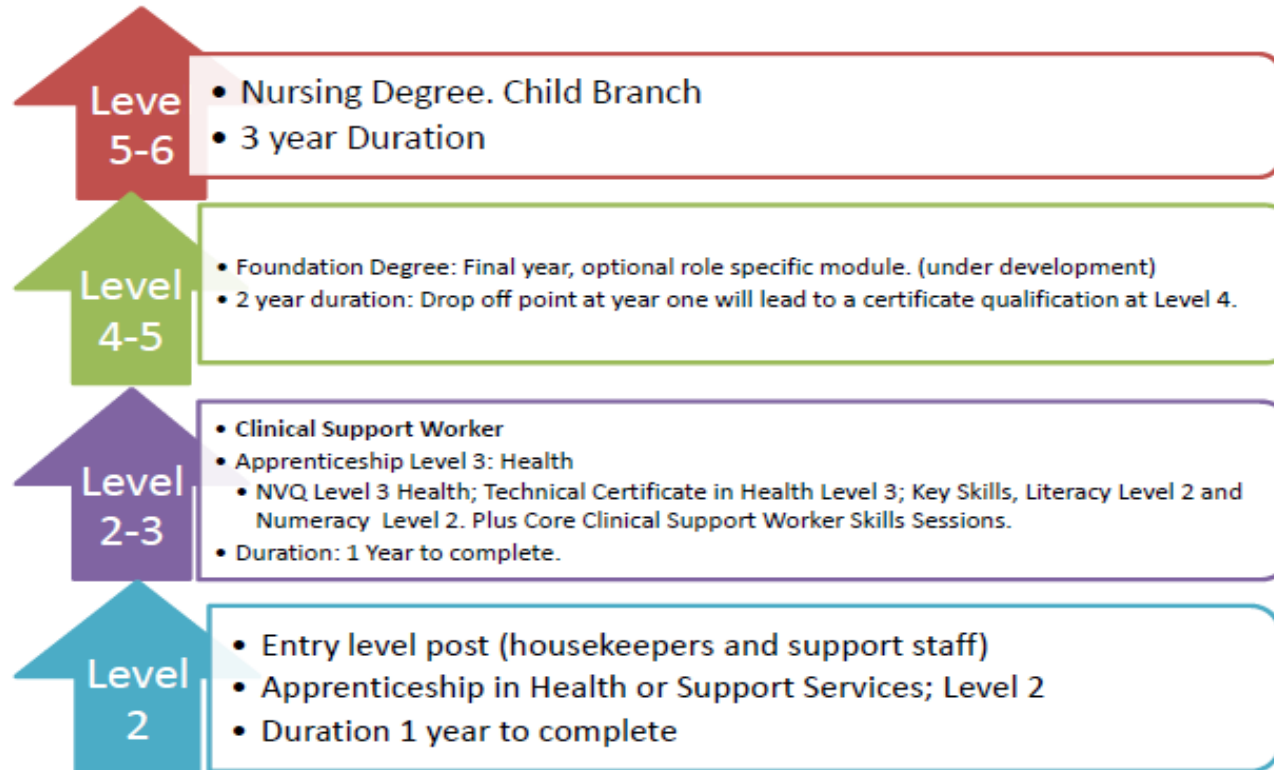 Leve
5-6
• Nursing Degree. Child Branch
• 3 year Duration
Level
4-5
• Foundation Degree: Final year, optional role specific module. (under development)
• 2 year duration: Drop off point at year one will lead to a certificate qualification at Level 4.
Level
2-3
• Clinical Support Worker
• Apprenticeship Level 3: Health
• NVQ Level 3 Health; Technical Certificate in Health Level 3; Key Skills, Literacy Level 2 and
Numeracy Level 2. Plus Core Clinical Support Worker Skills Sessions.
• Duration: 1 Year to complete.
Level
2
• Entry level post (housekeepers and support staff)
• Apprenticeship in Health or Support Services; Level 2
• Duration 1 year to complete